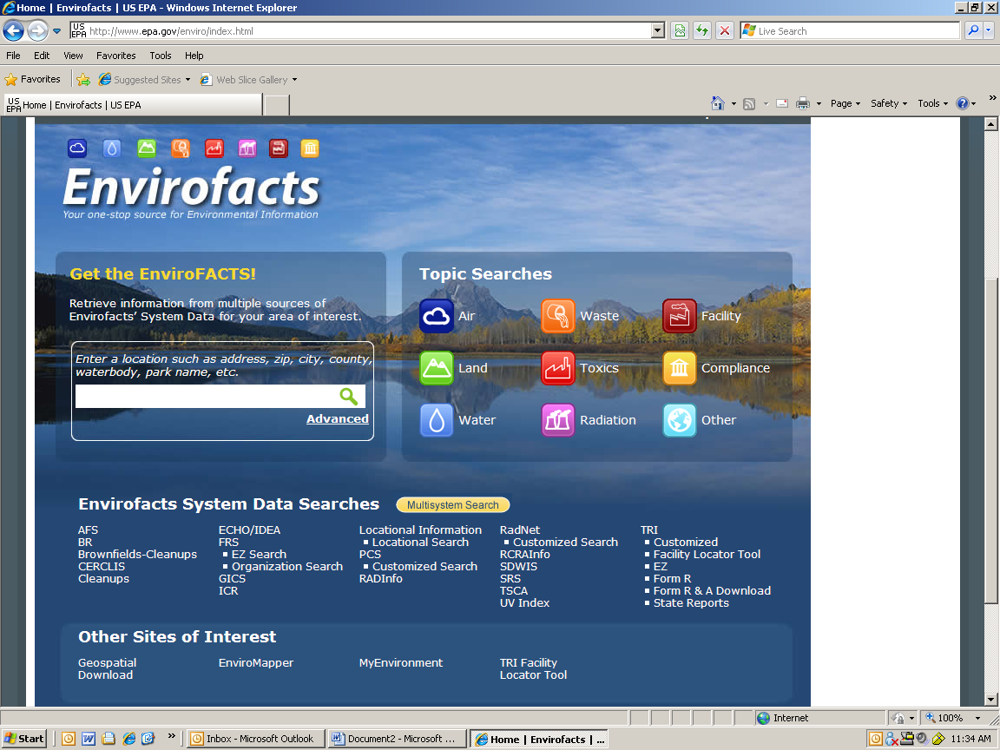 Home | Envirofacts | US EPA - Windows Internet Explorer
US EPA http://www.epa.gov/enviro/index.html
Live Search
File Edit View Favorites Tools Help
Favorites Suggested Sites Web Slice Gallery
US EPA Home | Envirofacts | US EPA
Page Safety Tools »
Envirofacts
Your one-stop source for Environmental Information
Get the EnviroFACTS!
Retrieve information from multiple sources of
Envirofacts' System Data for your area of interest.
Enter a location such as address, zip, city, county,
waterbody, park name, etc.
Advanced
Topic Searches
Air Waste Facility
Land Toxics Compliance
Water Radiation Other
Envirofacts System Data Searches Multisystem Search
AFS
BR
Brownfields-Cleanups
CERCLIS
Cleanups
ECHO/IDEA
FRS
EZ Search
Organization Search
GICS
ICR
Locational Information
Locational Search
PCS
Customized Search
RADInfo
RadNet
Customized Search
RCRAInfo
SDWIS
SRS
TSCA
UV Index
TRI
Customized
Facility Locator Tool
EZ
Form R
Form R & A Download
State Reports
Other Sites of Interest
Geospatial
Download
EnviroMapper
MyEnvironment
TRI Facility
Locator Tool
Internet 100%
Start » Inbox - Microsoft Outlook Document2 - Microsoft ... Home | Envirofacts | ... 11:34 AM